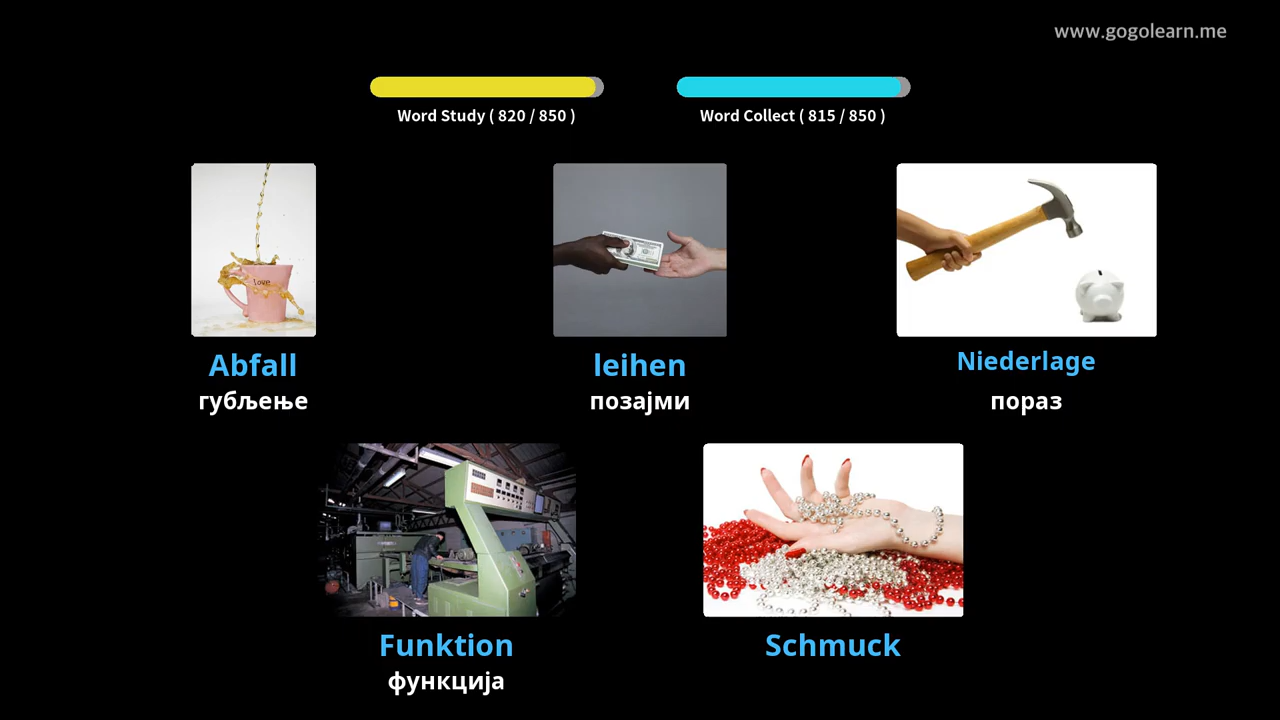 www.gogolearn.me
Word Study ( 820 / 850 )
Word Collect ( 815 / 850 )
love
Abfall
губљење
leihen
позајми
Niederlage
пораз
Funktion
функција
Schmuck